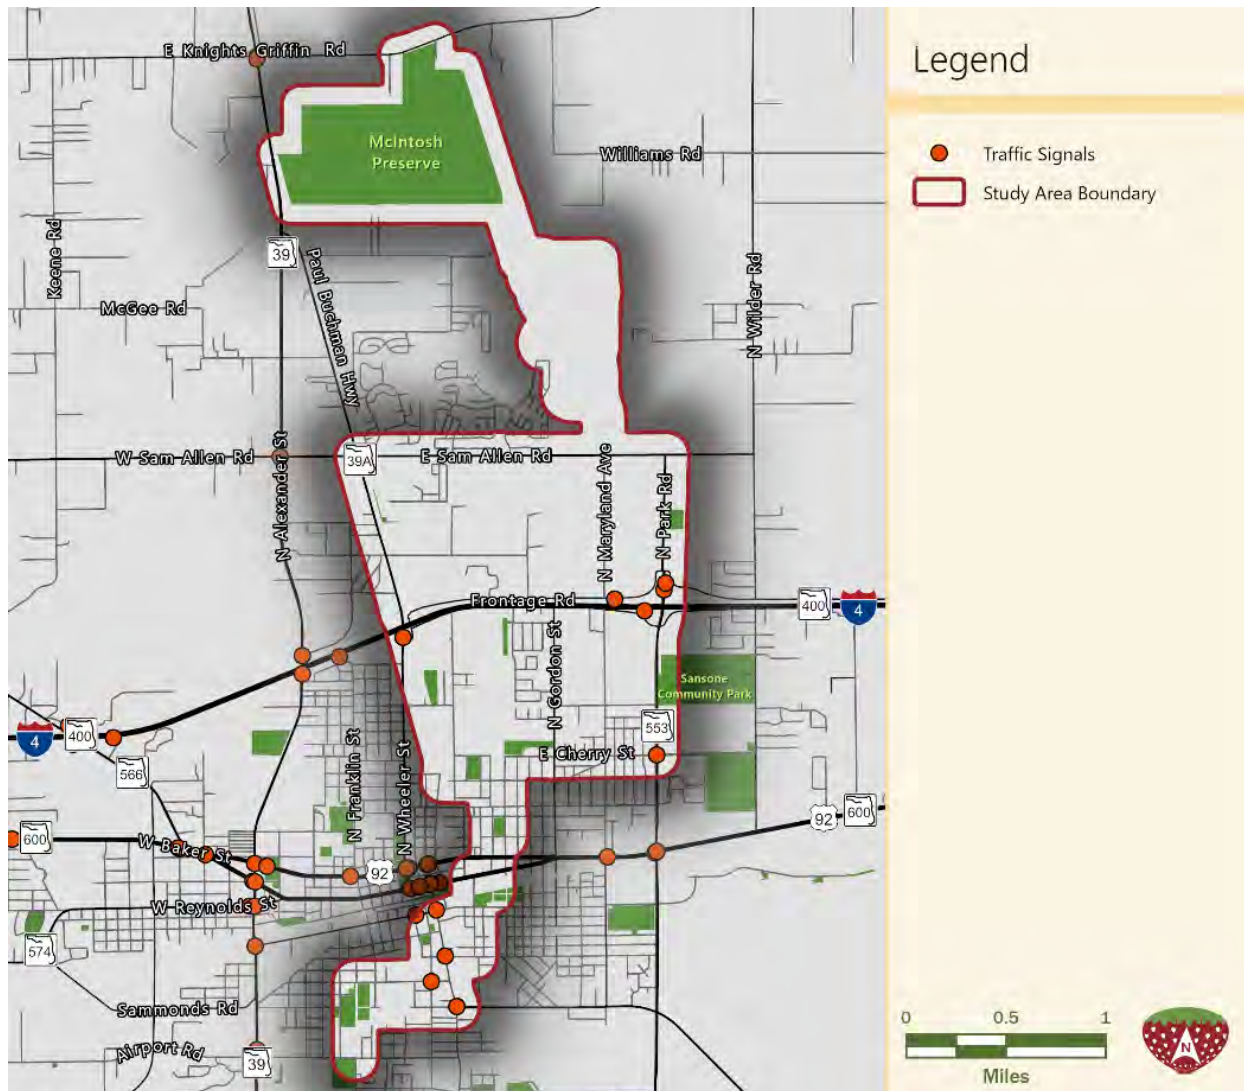 Legend
Traffic Signals
Study Area Boundary
E Knights Griffin Rd
McIntosh
Preserve
Williams Rd
Keene Rd
39
Paul Buchman Hwy
N Wilder Rd
McGee Rd
W Sam Allen Rd
39A
E Sam Allen Rd
N Alexander St
N Maryland Ave
N Park Rd
Frontage Rd
400
4
N Gordon St
Sansone
Community Park
553
4
400
566
E Cherry St
N Franklin St
N Wheeler St
600
92
600
W Baker St
92
W Reynolds St
574
Sammonds Rd
Airport Rd
39
0 0.5 1
Miles
N